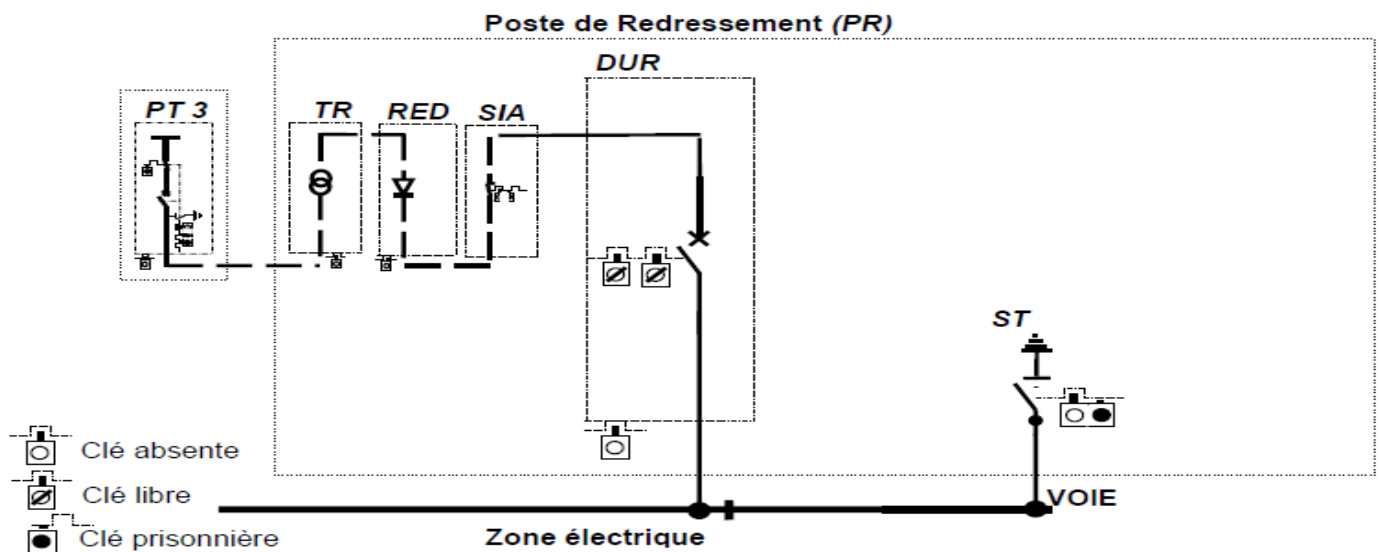 Poste de Redressement (PR)
DUR
PT 3
TR
RED
SIA
ST
Clé absente
Clé libre
Clé prisonnière
VOIE
Zone électrique